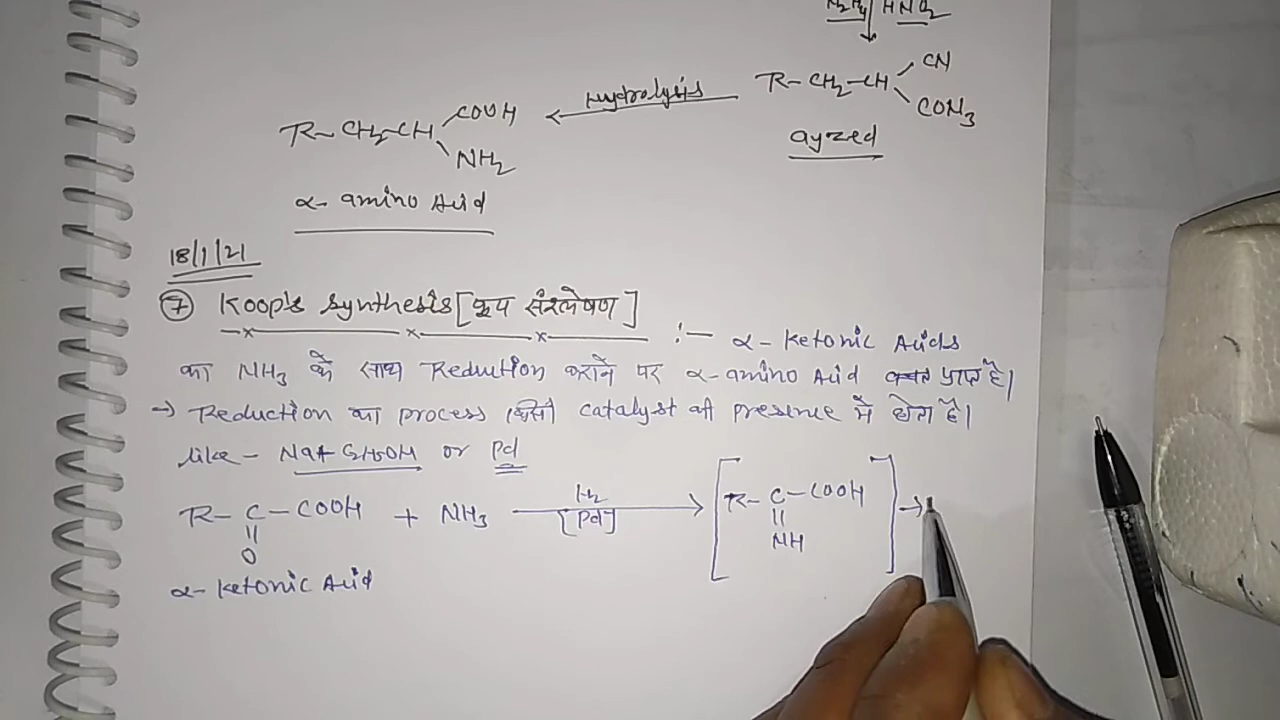 N₂H₄ HNO₂
R-CH₂-CH
CN
CON₃
ayzed
Hydrolysis
R-CH₂-CH
COOH
NH₂
α- amino Acid
18/1/21
⑦ Koop's Synthesis [कूप संश्लेषण] :- α-Ketonic Acids
का NH₃ के साथ Reduction कराने पर α-amino Acid प्राप्त है।
→ Reduction का process किसी catalyst की presence में होता है।
like - Na+ C₂H₅OH or Pd
R- C -COOH + NH₃ H₂ [Pd] → [R- C -COOH] →
O
NH
α- Ketonic Acid